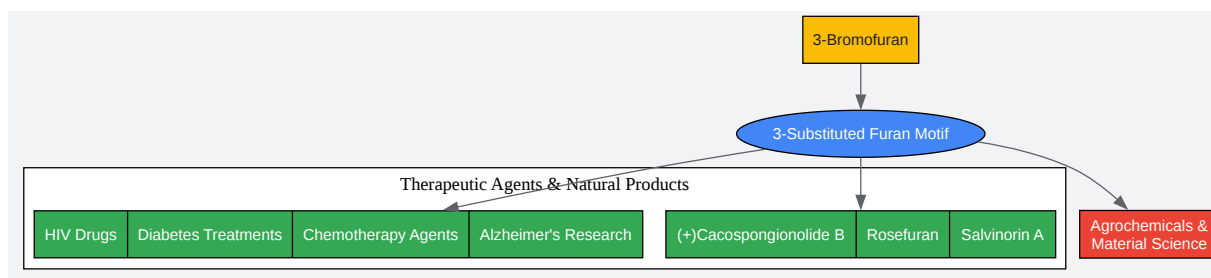 3-Bromofuran
3-Substituted Furan Motif
Therapeutic Agents & Natural Products
HIV Drugs
Diabetes Treatments
Chemotherapy Agents
Alzheimer's Research
(+)Cacospongionolide B
Rosefuran
Salvinorin A
Agrochemicals &
Material Science